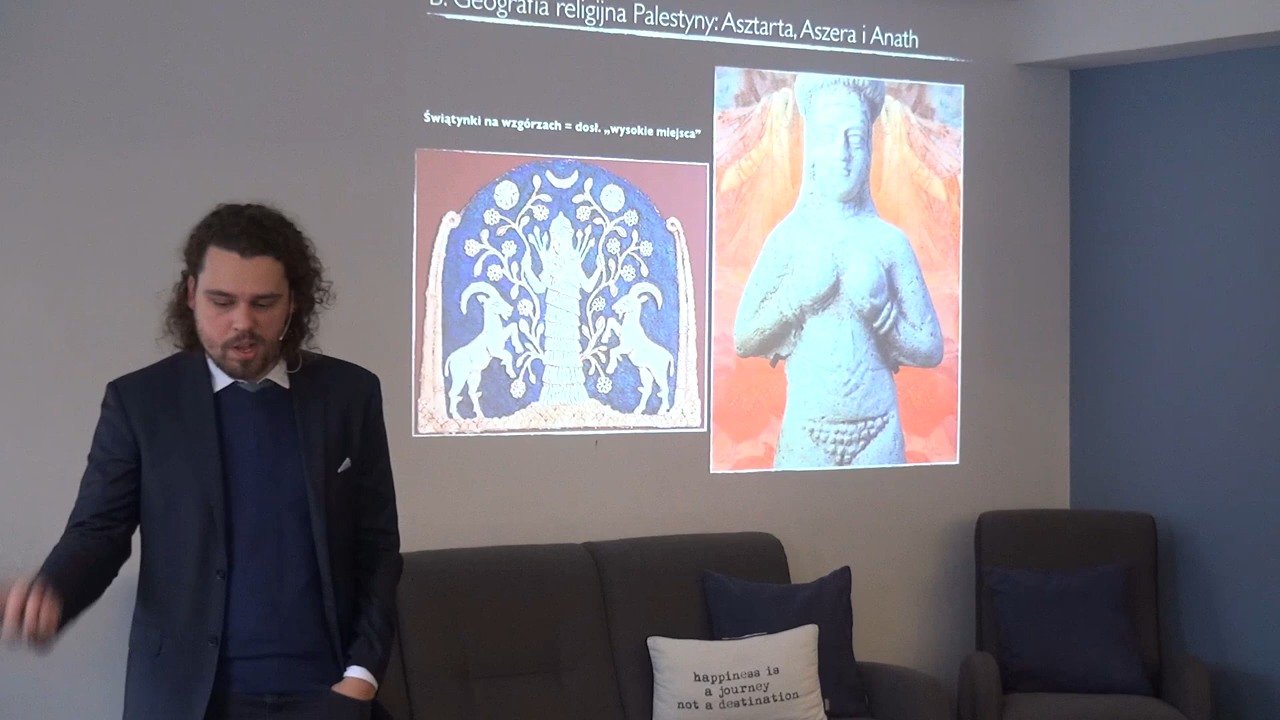 B. Geografia religijna Palestyny: Asztarta, Aszera i Anath
Świątynki na wzgórzach = dosł. „wysokie miejsca”
happiness is
a journey
not a destination